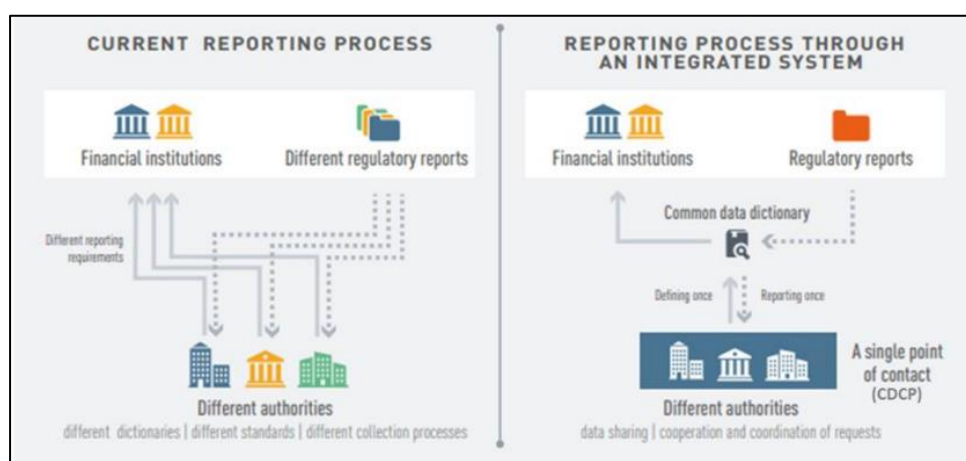 CURRENT REPORTING PROCESS
Financial institutions
Different regulatory reports
Different reporting
requirements
Different authorities
different dictionaries | different standards | different collection processes
REPORTING PROCESS THROUGH
AN INTEGRATED SYSTEM
Financial institutions
Regulatory reports
Common data dictionary
Defining once
Reporting once
A single point
of contact
(CDCP)
Different authorities
data sharing | cooperation and coordination of requests